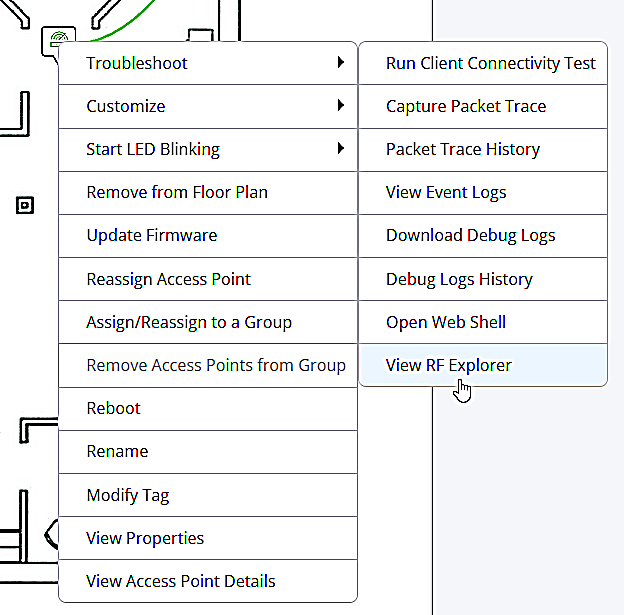 Troubleshoot
Customize
Start LED Blinking
Remove from Floor Plan
Update Firmware
Reassign Access Point
Assign/Reassign to a Group
Remove Access Points from Group
Reboot
Rename
Modify Tag
View Properties
View Access Point Details
Run Client Connectivity Test
Capture Packet Trace
Packet Trace History
View Event Logs
Download Debug Logs
Debug Logs History
Open Web Shell
View RF Explorer